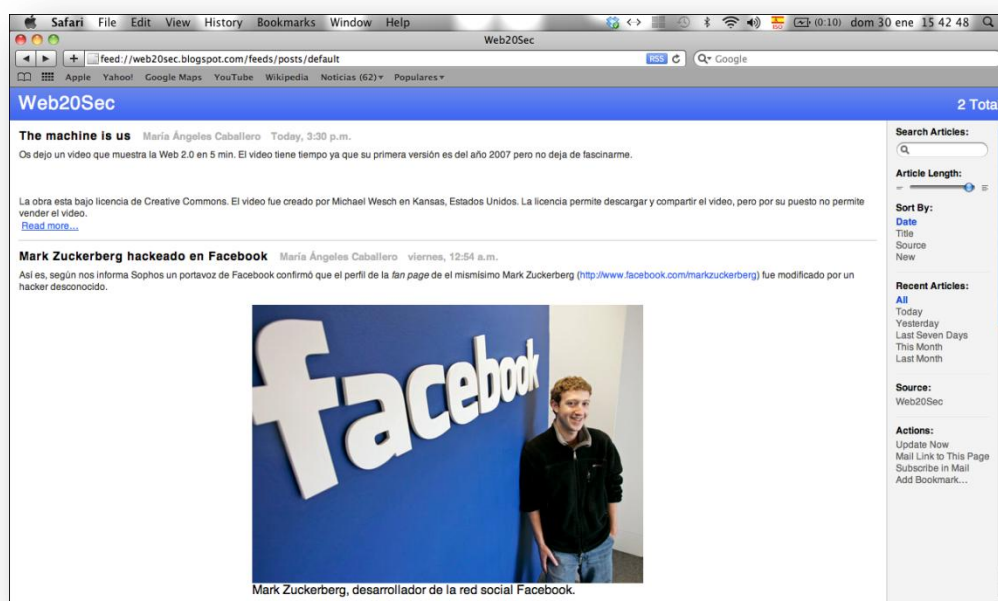 Safari File Edit View History Bookmarks Window Help (0:10) dom 30 ene 15 42 48
Web20Sec
feed://web20sec.blogspot.com/feeds/posts/default RSS Google
Apple Yahoo! Google Maps YouTube Wikipedia Noticias (62) Populares
Web20Sec
2 Tota
The machine is us María Ángeles Caballero Today, 3:30 p.m.
Os dejo un video que muestra la Web 2.0 en 5 min. El video tiene tiempo ya que su primera versión es del año 2007 pero no deja de fascinarme.
La obra esta bajo licencia de Creative Commons. El video fue creado por Michael Wesch en Kansas, Estados Unidos. La licencia permite descargar y compartir el video, pero por su puesto no permite
vender el video.
Read more...
Mark Zuckerberg hackeado en Facebook María Ángeles Caballero viernes, 12:54 a.m.
Así es, según nos informa Sophos un portavoz de Facebook confirmó que el perfil de la fan page de el mismísimo Mark Zuckerberg (http://www.facebook.com/markzuckerberg) fue modificado por un
hacker desconocido.
facebook
Mark Zuckerberg, desarrollador de la red social Facebook.
Search Articles:
Article Length:
Sort By:
Date
Title
Source
New
Recent Articles:
All
Today
Yesterday
Last Seven Days
This Month
Last Month
Source:
Web20Sec
Actions:
Update Now
Mail Link to This Page
Subscribe in Mail
Add Bookmark...